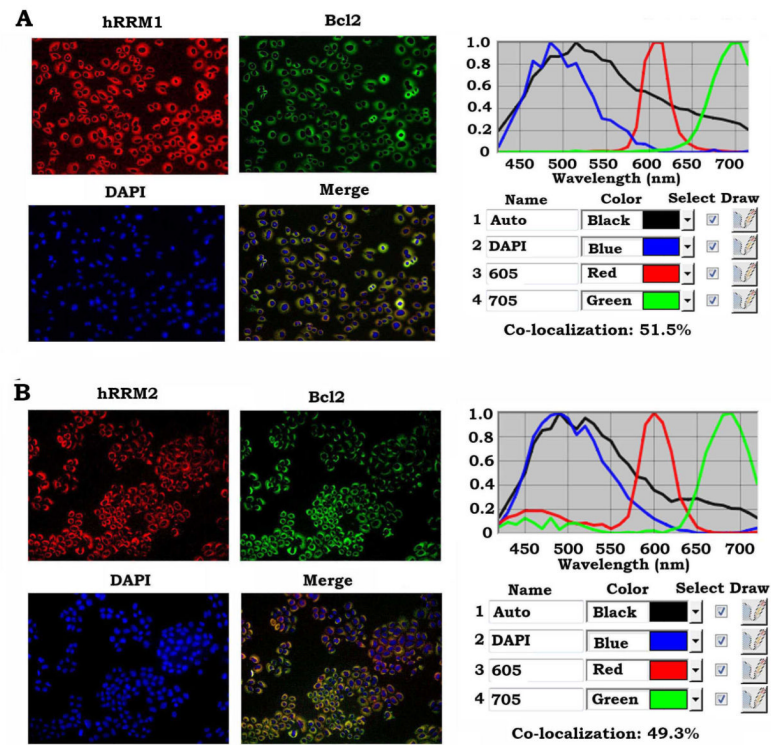 A
hRRM1
Bcl2
DAPI
Merge
1.0
0.8
0.6
0.4
0.2
0
450 500 550 600 650 700
Wavelength (nm)
Name Color Select Draw
1 Auto Black
2 DAPI Blue
3 605 Red
4 705 Green
Co-localization: 51.5%
B
hRRM2
Bcl2
DAPI
Merge
1.0
0.8
0.6
0.4
0.2
0
450 500 550 600 650 700
Wavelength (nm)
Name Color Select Draw
1 Auto Black
2 DAPI Blue
3 605 Red
4 705 Green
Co-localization: 49.3%